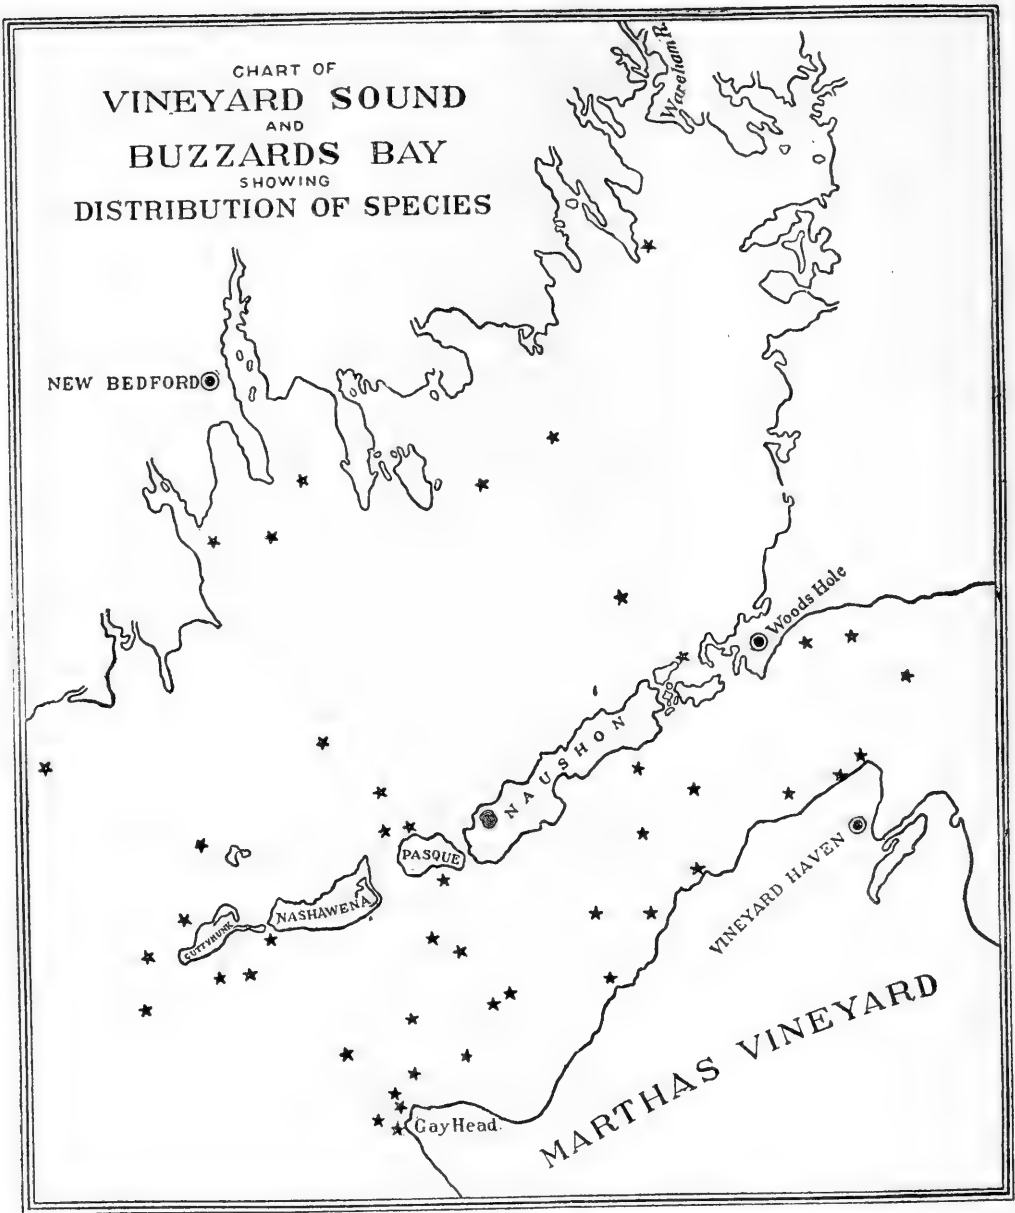 CHART OF
VINEYARD SOUND
AND
BUZZARDS BAY
SHOWING
DISTRIBUTION OF SPECIES
Wareham R.
NEW BEDFORD
Woods Hole
NAUSHON
PASQUE
NASHAWENA
CUTTYHUNK
VINEYARD HAVEN
MARTHAS VINEYARD
Gay Head.